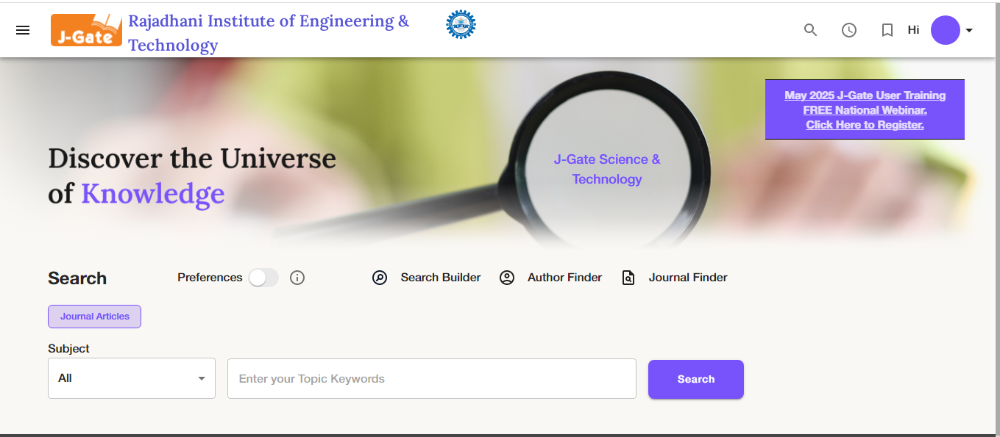 J-Gate
Rajadhani Institute of Engineering &
Technology
Hi
May 2025 J-Gate User Training
FREE National Webinar.
Click Here to Register.
Discover the Universe
of Knowledge
J-Gate Science &
Technology
Search
Preferences
Search Builder
Author Finder
Journal Finder
Journal Articles
Subject
All
Enter your Topic Keywords
Search